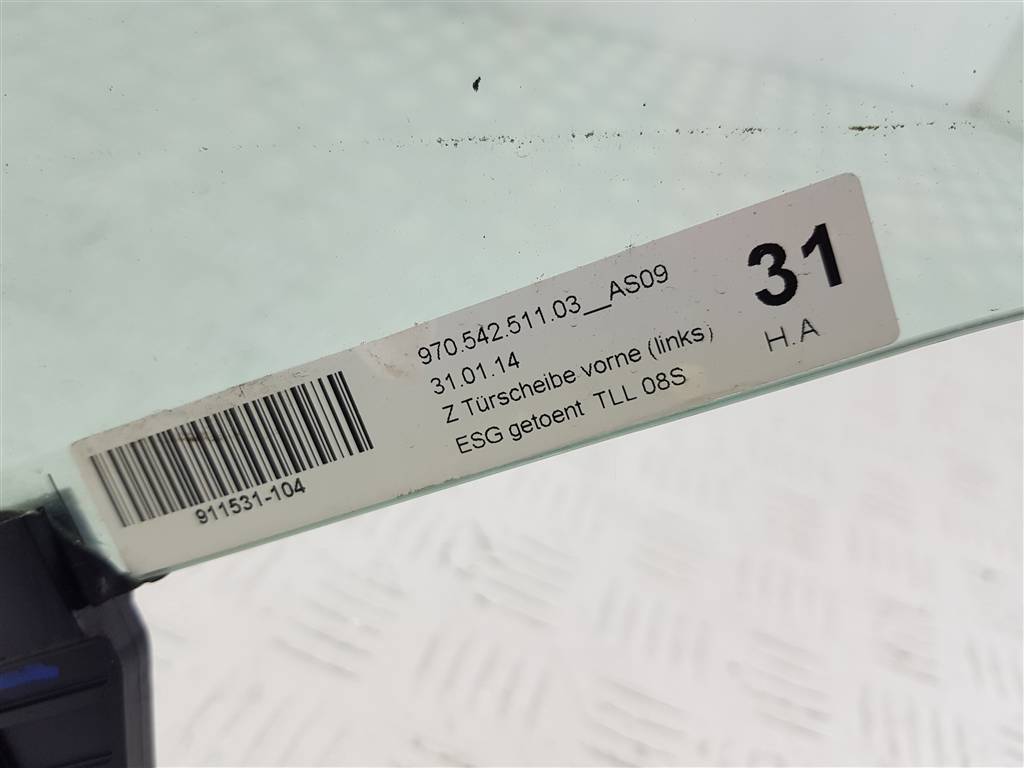 970.542.511.03__AS09
31.01.14
Z Türscheibe vorne (links)
ESG getoent TLL 08S
31
H.A
911531-104